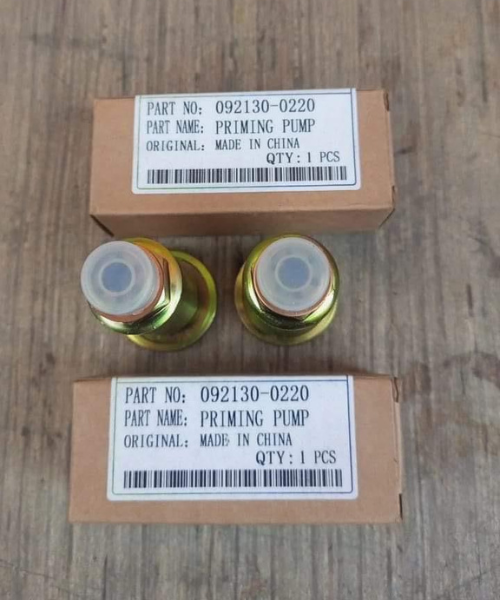 PART NO: 092130-0220
PART NAME: PRIMING PUMP
ORIGINAL: MADE IN CHINA
QTY: 1 PCS
PART NO: 092130-0220
PART NAME: PRIMING PUMP
ORIGINAL: MADE IN CHINA
QTY: 1 PCS